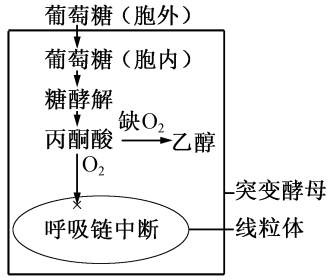 葡萄糖（胞外）
葡萄糖（胞内）
糖酵解
丙酮酸 缺O₂ 乙醇
O₂
突变酵母
呼吸链中断
线粒体